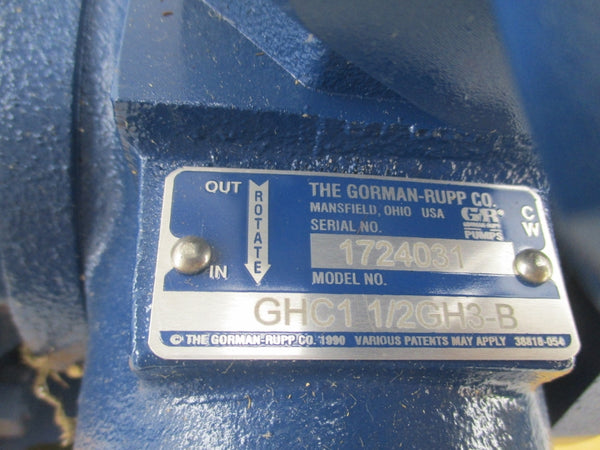 OUT
ROTATE
IN
THE GORMAN-RUPP CO.
MANSFIELD, OHIO USA
GR
PUMPS
SERIAL NO.
1724031
MODEL NO.
GHC1 1/2GH3-B
CW
© THE GORMAN-RUPP CO. 1990 VARIOUS PATENTS MAY APPLY 38818-054